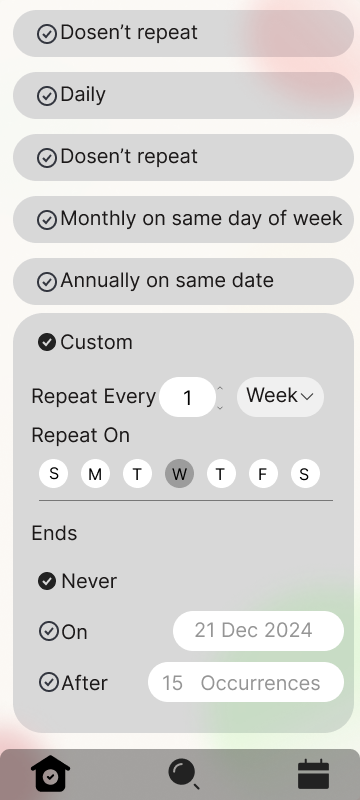 Dosen’t repeat
Daily
Dosen’t repeat
Monthly on same day of week
Annually on same date
Custom
Repeat Every 1 Week
Repeat On
S M T W T F S
Ends
Never
On 21 Dec 2024
After 15 Occurrences